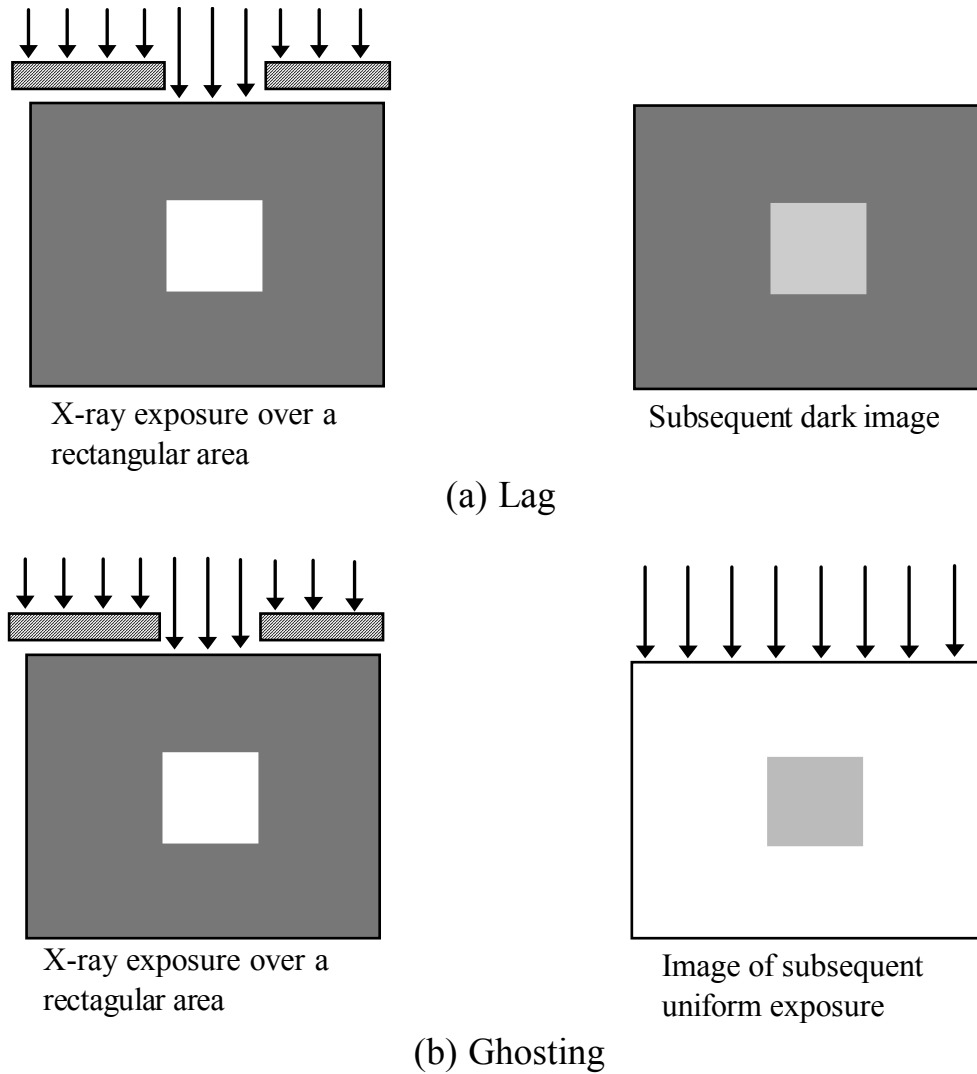 X-ray exposure over a
rectangular area
Subsequent dark image
(a) Lag
X-ray exposure over a
rectagular area
Image of subsequent
uniform exposure
(b) Ghosting